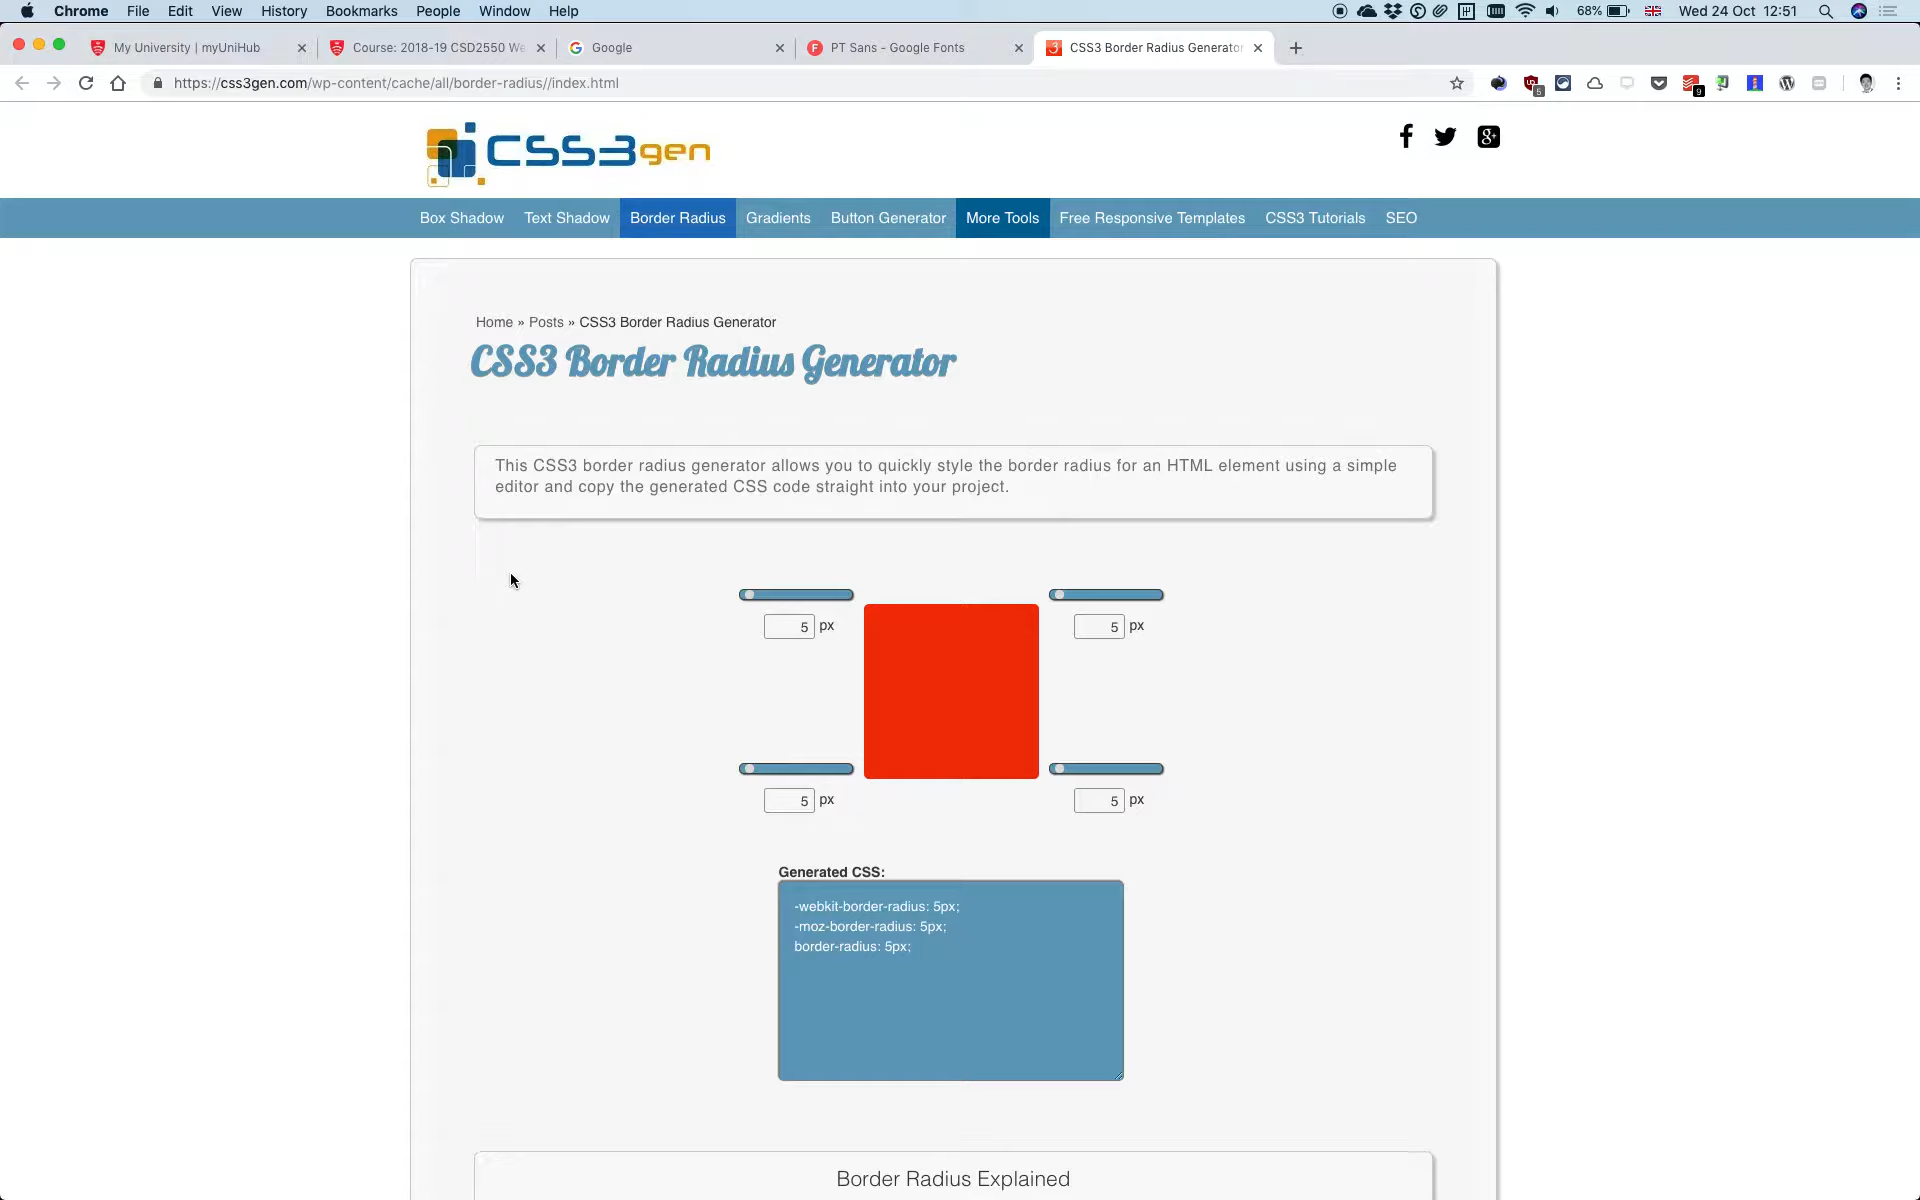 Chrome File Edit View History Bookmarks People Window Help 68% Wed 24 Oct 12:51
My University | myUniHub Course: 2018-19 CSD2550 We Google PT Sans - Google Fonts CSS3 Border Radius Generator
https://css3gen.com/wp-content/cache/all/border-radius//index.html 5 9
CSS3gen
Box Shadow Text Shadow Border Radius Gradients Button Generator More Tools Free Responsive Templates CSS3 Tutorials SEO
Home » Posts » CSS3 Border Radius Generator
CSS3 Border Radius Generator
This CSS3 border radius generator allows you to quickly style the border radius for an HTML element using a simple
editor and copy the generated CSS code straight into your project.
5 px 5 px
5 px 5 px
Generated CSS:
-webkit-border-radius: 5px;
-moz-border-radius: 5px;
border-radius: 5px;
Border Radius Explained